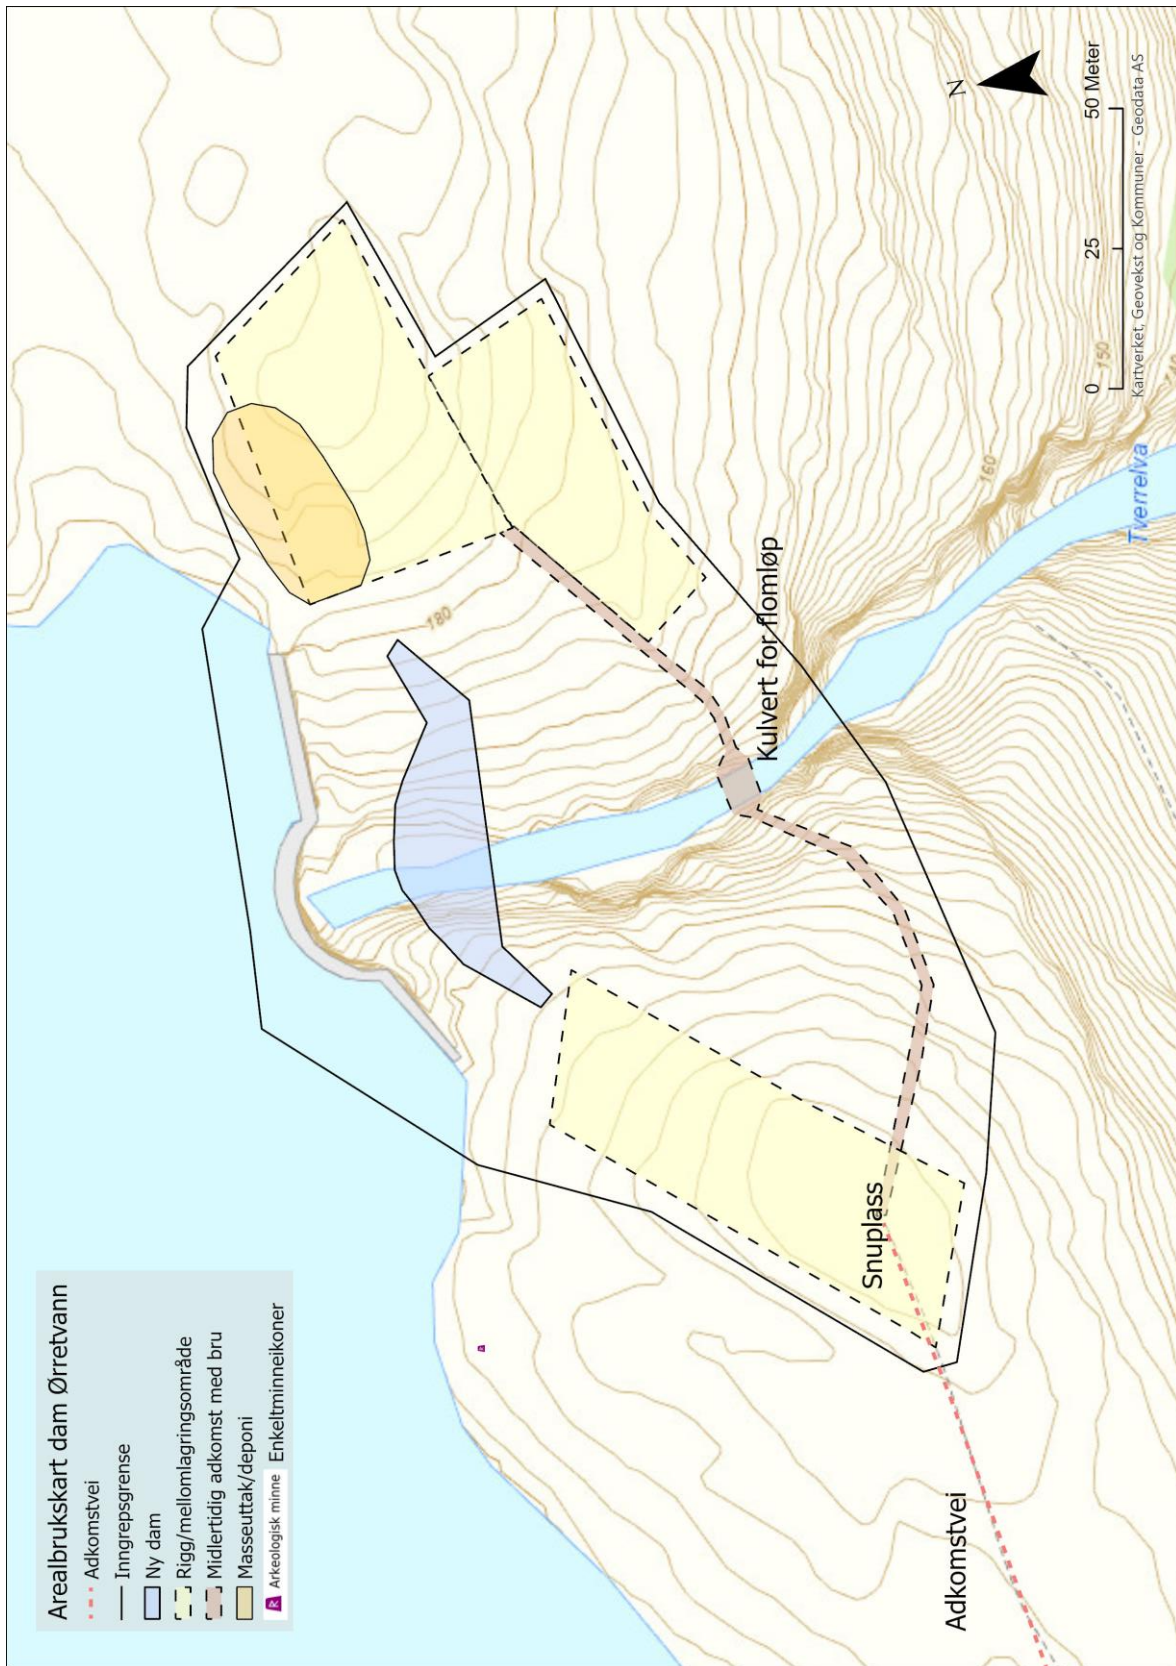 Arealbrukskart dam Ørretvann
Adkomstvei
Inngrepsgrense
Ny dam
Rigg/mellomlagringsområde
Midlertidig adkomst med bru
Masseuttak/deponi
R Arkeologisk minne Enkeltminneikoner
R
180
Kulvert for flomløp
Snuplass
Adkomstvei
160
150
Tverrelva
N
0 25 50 Meter
Kartverket, Geovekst og Kommuner - Geodata AS